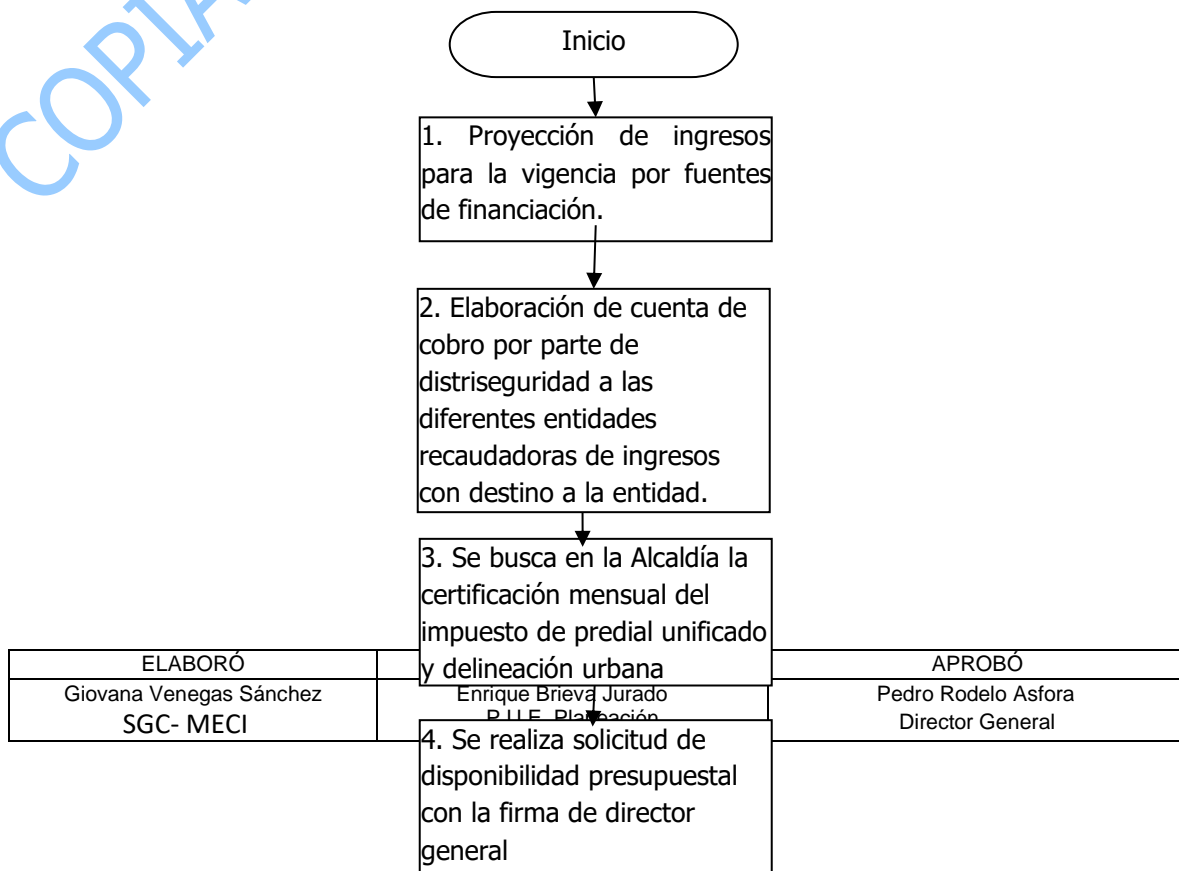 COPIA
Inicio
1. Proyección de ingresos
para la vigencia por fuentes
de financiación.
2. Elaboración de cuenta de
cobro por parte de
distriseguridad a las
diferentes entidades
recaudadoras de ingresos
con destino a la entidad.
3. Se busca en la Alcaldía la
certificación mensual del
impuesto de predial unificado
y delineación urbana
ELABORÓ
Giovana Venegas Sánchez
SGC- MECI
Enrique Brieva Jurado
P.U.E. Planeación
APROBÓ
Pedro Rodelo Asfora
Director General
4. Se realiza solicitud de
disponibilidad presupuestal
con la firma de director
general